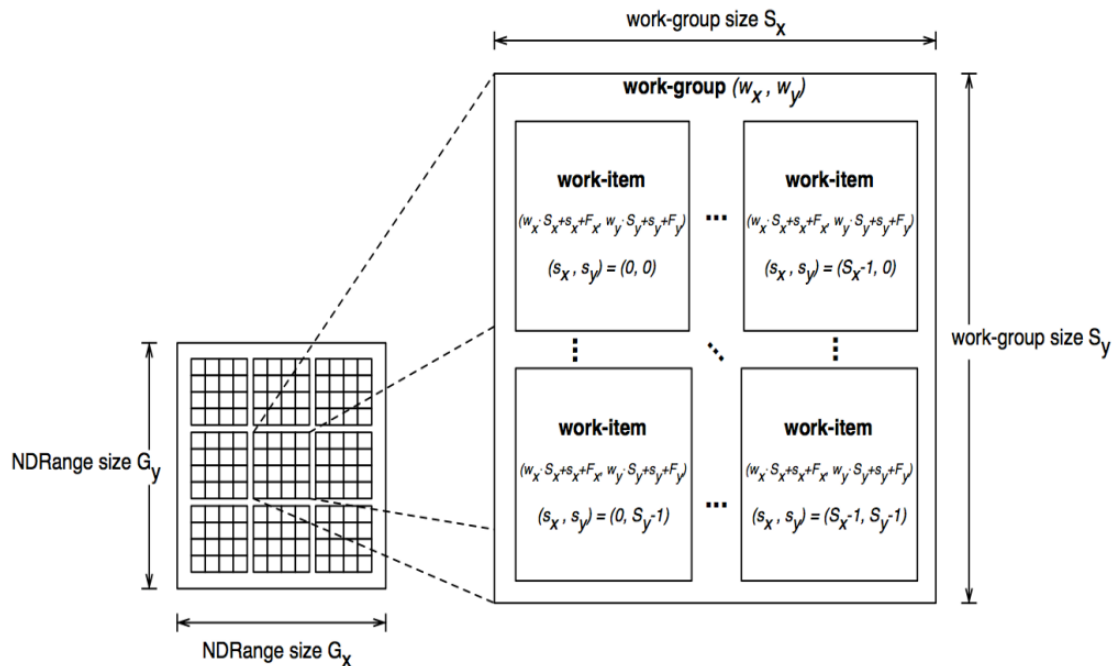 work-group size Sx
work-group (wx , wy)
work-item
work-item
(wx· Sx+sx+Fx, wy· Sy+sy+Fy)
...
(wx· Sx+sx+Fx, wy· Sy+sy+Fy)
(sx , sy) = (0, 0)
(sx , sy) = (Sx-1, 0)
work-group size Sy
work-item
work-item
NDRange size Gy
(wx· Sx+sx+Fx, wy· Sy+sy+Fy)
...
(wx· Sx+sx+Fx, wy· Sy+sy+Fy)
(sx , sy) = (0, Sy-1)
(sx , sy) = (Sx-1, Sy-1)
NDRange size Gx